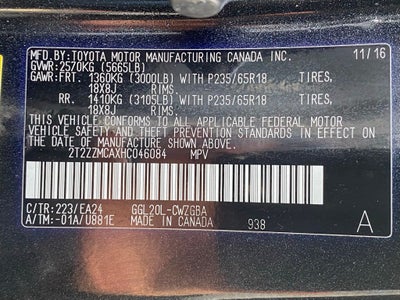 MFD.BY:TOYOTA MOTOR MANUFACTURING CANADA INC. 11/16
GVWR:2570KG (5665LB)
GAWR:FRT. 1360KG (3000LB) WITH P235/65R18 TIRES,
18X8J RIMS.
RR. 1410KG (3105LB) WITH P235/65R18 TIRES,
18X8J RIMS.
THIS VEHICLE CONFORMS TO ALL APPLICABLE FEDERAL MOTOR
VEHICLE SAFETY AND THEFT PREVENTION STANDARDS IN EFFECT ON
THE DATE OF MANUFACTURE SHOWN ABOVE.
2T2ZZMCAXHC046084 MPV
C/TR:223/EA24 GGL20L-CWZGBA
A/TM:-01A/U881E MADE IN CANADA 938 A